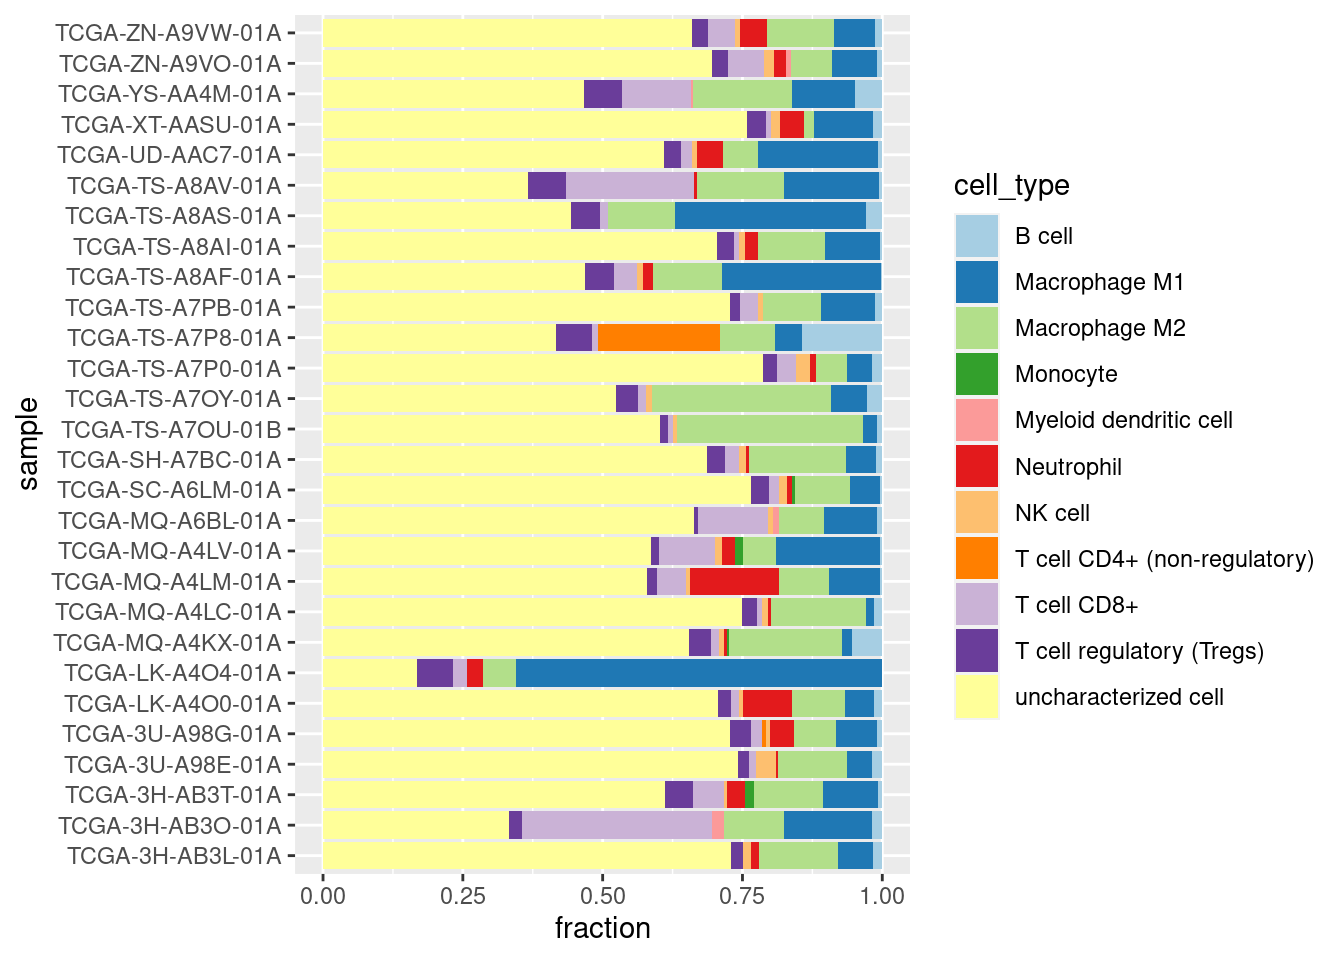 TCGA-ZN-A9VW-01A
TCGA-ZN-A9VO-01A
TCGA-YS-AA4M-01A
TCGA-XT-AASU-01A
TCGA-UD-AAC7-01A
TCGA-TS-A8AV-01A
TCGA-TS-A8AS-01A
TCGA-TS-A8AI-01A
TCGA-TS-A8AF-01A
TCGA-TS-A7PB-01A
TCGA-TS-A7P8-01A
TCGA-TS-A7P0-01A
TCGA-TS-A7OY-01A
TCGA-TS-A7OU-01B
TCGA-SH-A7BC-01A
TCGA-SC-A6LM-01A
TCGA-MQ-A6BL-01A
TCGA-MQ-A4LV-01A
TCGA-MQ-A4LM-01A
TCGA-MQ-A4LC-01A
TCGA-MQ-A4KX-01A
TCGA-LK-A4O4-01A
TCGA-LK-A4O0-01A
TCGA-3U-A98G-01A
TCGA-3U-A98E-01A
TCGA-3H-AB3T-01A
TCGA-3H-AB3O-01A
TCGA-3H-AB3L-01A
sample
0.00 0.25 0.50 0.75 1.00
fraction
cell_type
B cell
Macrophage M1
Macrophage M2
Monocyte
Myeloid dendritic cell
Neutrophil
NK cell
T cell CD4+ (non-regulatory)
T cell CD8+
T cell regulatory (Tregs)
uncharacterized cell